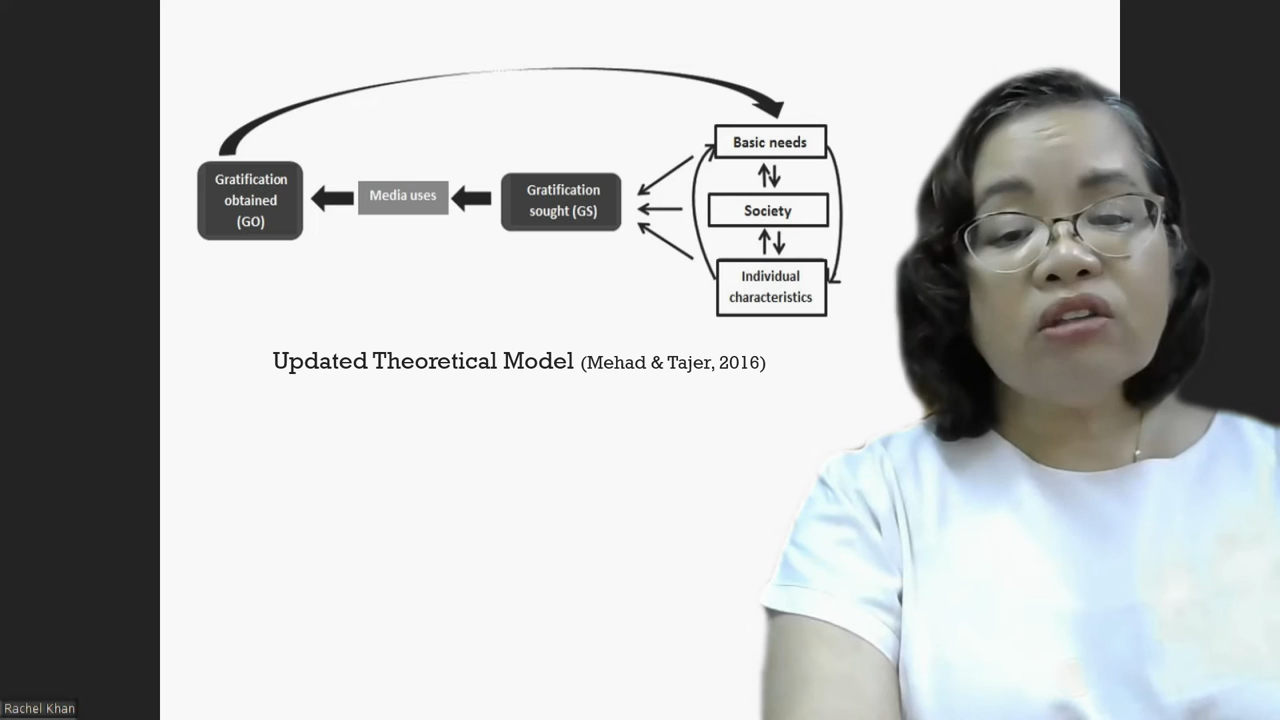 Gratification
obtained
(GO)
Media uses
Gratification
sought (GS)
Basic needs
Society
Individual
characteristics
Updated Theoretical Model (Mehad & Tajer, 2016)
Rachel Khan